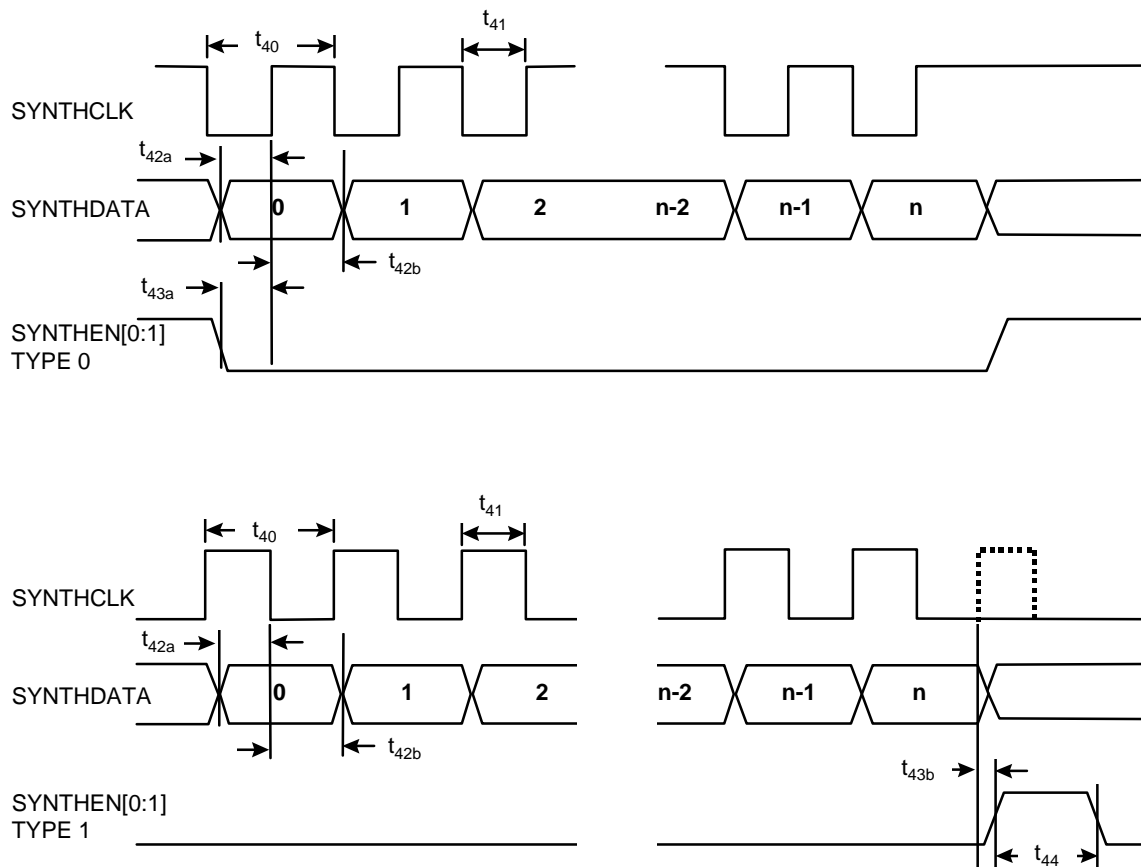 t40
t41
SYNTHCLK
t42a
SYNTHDATA 0 1 2 n-2 n-1 n
t42b
t43a
SYNTHEN[0:1]
TYPE 0
t41
t40
SYNTHCLK
t42a
SYNTHDATA 0 1 2 n-2 n-1 n
t42b
t43b
SYNTHEN[0:1]
TYPE 1
t44